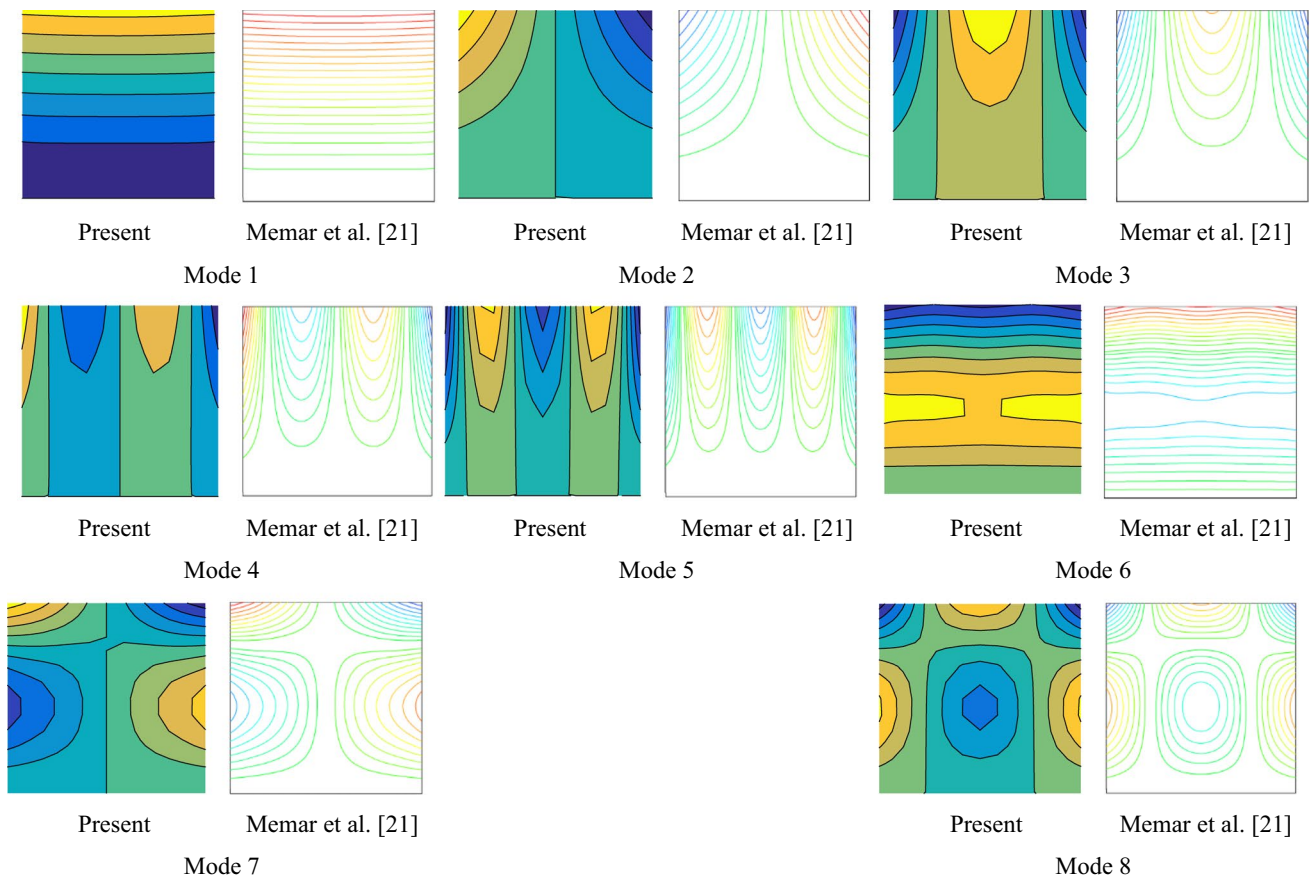 Present Memar et al. [21] Present Memar et al. [21] Present Memar et al. [21]
Mode 1 Mode 2 Mode 3
Present Memar et al. [21] Present Memar et al. [21] Present Memar et al. [21]
Mode 4 Mode 5 Mode 6
Present Memar et al. [21] Present Memar et al. [21]
Mode 7 Mode 8